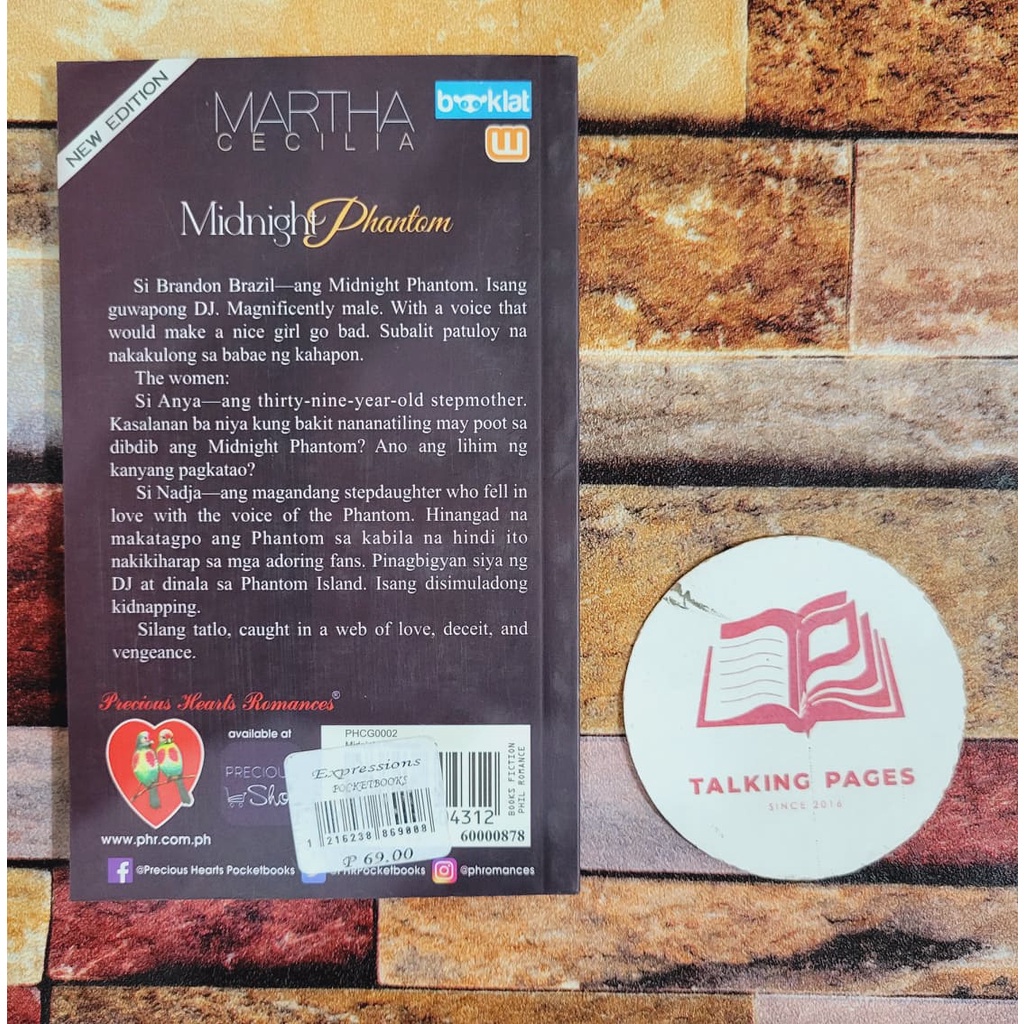 NEW EDITION
MARTHA
CECILIA
booklat
w
Midnight Phantom
Si Brandon Brazil—ang Midnight Phantom. Isang
guwapong DJ. Magnificently male. With a voice that
would make a nice girl go bad. Subalit patuloy na
nakakulong sa babae ng kahapon.
The women:
Si Anya—ang thirty-nine-year-old stepmother.
Kasalanan ba niya kung bakit nananatiling may poot sa
dibdib ang Midnight Phantom? Ano ang lihim ng
kanyang pagkatao?
Si Nadja—ang magandang stepdaughter who fell in
love with the voice of the Phantom. Hinangad na
makatagpo ang Phantom sa kabila na hindi ito
nakikiharap sa mga adoring fans. Pinagbigyan siya ng
DJ at dinala sa Phantom Island. Isang disimuladong
kidnapping.
Silang tatlo, caught in a web of love, deceit, and
vengeance.
Precious Hearts Romances®
available at
PRECIOU
Sho
www.phr.com.ph
PHCG0002
Expressions
POCKETBOOKS
1 216238 869008
₱ 69.00
04312
60000878
BOOKS FICTION
PHIL ROMANCE
@Precious Hearts Pocketbooks
@PHRPocketbooks
@phromances
TP
TALKING PAGES
SINCE 2016